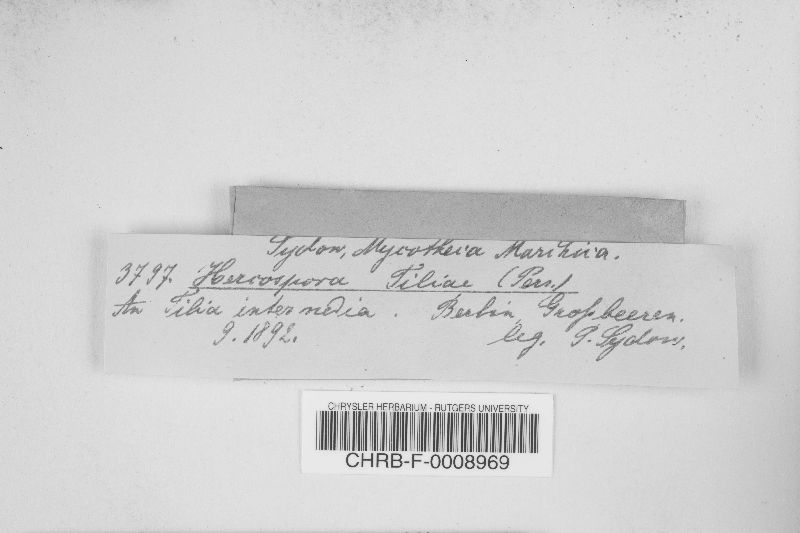 Sydow, Mycotheca Marchica.
3797. Hercospora Tiliae (Pers.)
An Tilia intermedia. Berlin, Großbeeren.
9. 1892. leg. P. Sydow.
CHRYSLER HERBARIUM - RUTGERS UNIVERSITY
CHRB-F-0008969